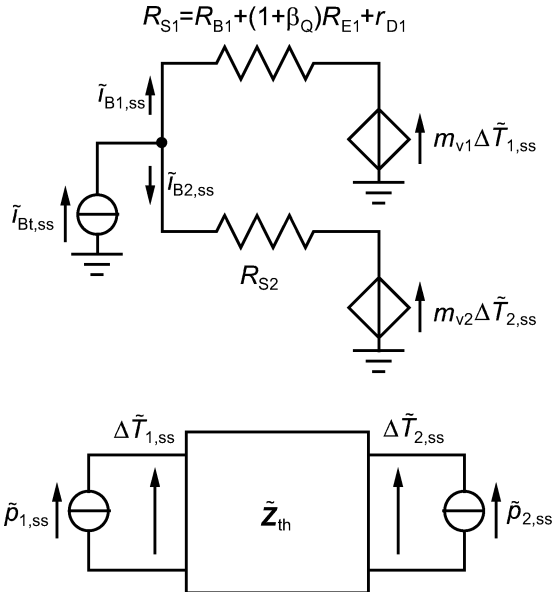 R_S1=R_B1+(1+β_Q)R_E1+r_D1
ĩ_B1,ss
m_v1ΔT̃_1,ss
ĩ_B2,ss
ĩ_Bt,ss
R_S2
m_v2ΔT̃_2,ss
ΔT̃_1,ss
ΔT̃_2,ss
p̃_1,ss
Z̃_th
p̃_2,ss